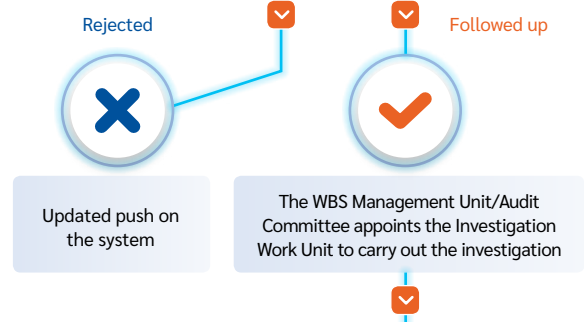 Rejected
Followed up
Updated push on
the system
The WBS Management Unit/Audit
Committee appoints the Investigation
Work Unit to carry out the investigation